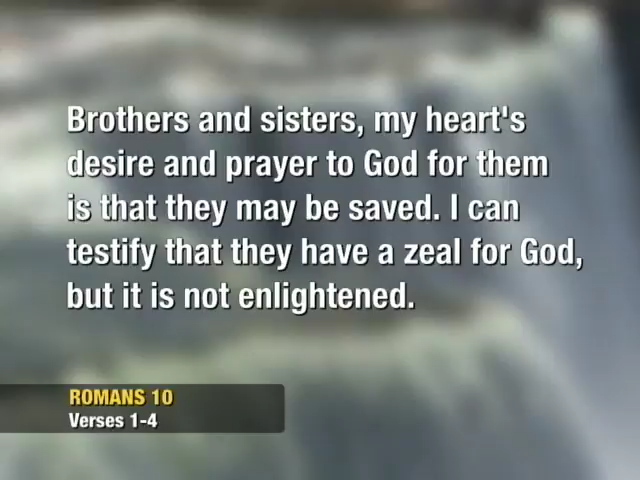 Brothers and sisters, my heart's
desire and prayer to God for them
is that they may be saved. I can
testify that they have a zeal for God,
but it is not enlightened.
ROMANS 10
Verses 1-4